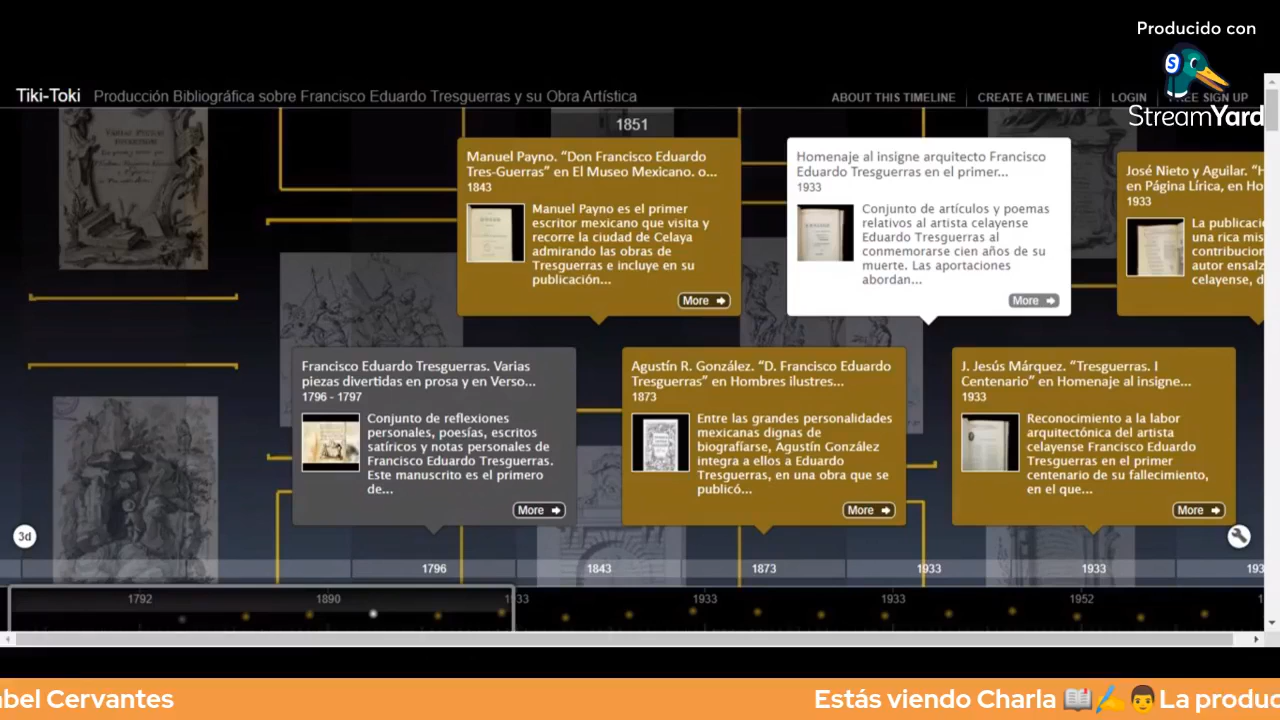 Producido con
StreamYard
Tiki-Toki Producción Bibliográfica sobre Francisco Eduardo Tresguerras y su Obra Artística
ABOUT THIS TIMELINE
CREATE A TIMELINE
LOGIN
FREE SIGN UP
1851
Manuel Payno. “Don Francisco Eduardo
Tres-Guerras” en El Museo Mexicano. o...
1843
Manuel Payno es el primer
escritor mexicano que visita y
recorre la ciudad de Celaya
admirando las obras de
Tresguerras e incluye en su
publicación...
More
Homenaje al insigne arquitecto Francisco
Eduardo Tresguerras en el primer...
1933
Conjunto de artículos y poemas
relativos al artista celayense
Eduardo Tresguerras al
conmemorarse cien años de su
muerte. Las aportaciones
abordan...
More
José Nieto y Aguilar. “H
en Página Lírica, en Ho
1933
La publicaci
una rica mis
contribucion
autor ensalz
celayense, d
Francisco Eduardo Tresguerras. Varias
piezas divertidas en prosa y en Verso...
1796 - 1797
Conjunto de reflexiones
personales, poesías, escritos
satíricos y notas personales de
Francisco Eduardo Tresguerras.
Este manuscrito es el primero
de...
More
Agustín R. González. “D. Francisco Eduardo
Tresguerras” en Hombres ilustres...
1873
Entre las grandes personalidades
mexicanas dignas de
biografiarse, Agustín González
integra a ellos a Eduardo
Tresguerras, en una obra que se
publicó...
More
J. Jesús Márquez. “Tresguerras. I
Centenario” en Homenaje al insigne...
1933
Reconocimiento a la labor
arquitectónica del artista
celayense Francisco Eduardo
Tresguerras en el primer
centenario de su fallecimiento,
en el que...
More
3d
1796
1843
1873
1933
1933
193
1792
1890
1933
1933
1933
1952
abel Cervantes
Estás viendo Charla 📖✍️👨 La produc